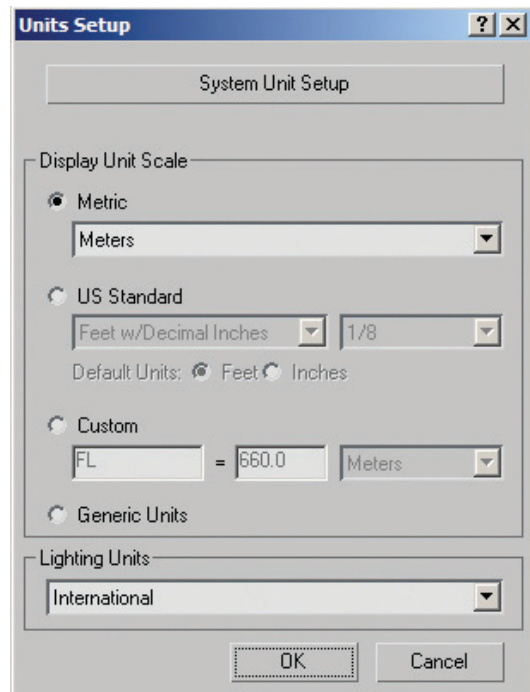 Units Setup
System Unit Setup
Display Unit Scale
Metric
Meters
US Standard
Feet w/Decimal Inches 1/8
Default Units: Feet Inches
Custom
FL = 660.0 Meters
Generic Units
Lighting Units
International
OK Cancel